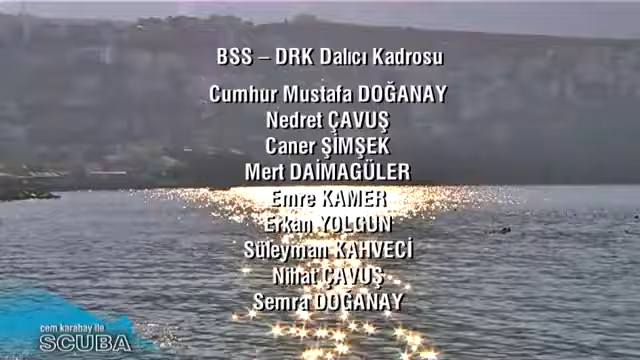 BSS – DRK Dalıcı Kadrosu
Cumhur Mustafa DOĞANAY
Nedret ÇAVUŞ
Caner ŞİMŞEK
Mert DAİMAGÜLER
Emre KAMER
Erkan YOLGUN
Süleyman KAHVECİ
Nihat ÇAVUŞ
Semra DOĞANAY
cem karabay ile
SCUBA